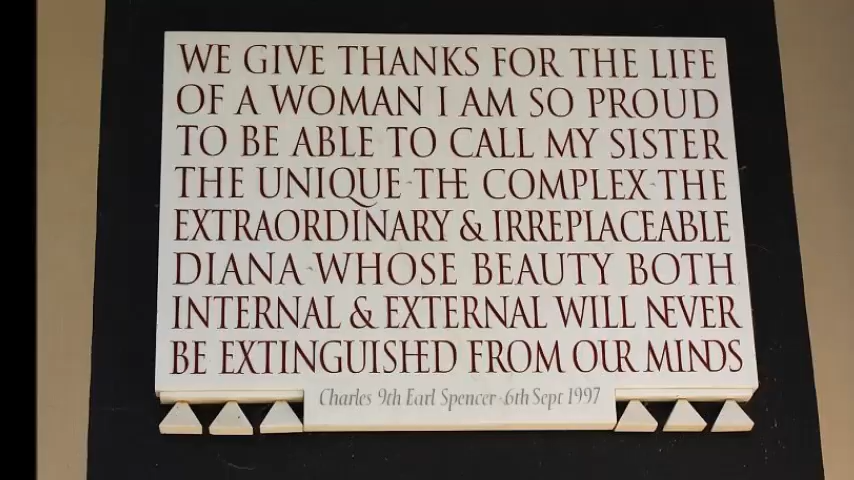 WE GIVE THANKS FOR THE LIFE
OF A WOMAN I AM SO PROUD
TO BE ABLE TO CALL MY SISTER
THE UNIQUE·THE COMPLEX·THE
EXTRAORDINARY & IRREPLACEABLE
DIANA·WHOSE BEAUTY BOTH
INTERNAL & EXTERNAL WILL NEVER
BE EXTINGUISHED FROM OUR MINDS
Charles 9th Earl Spencer·6th Sept 1997